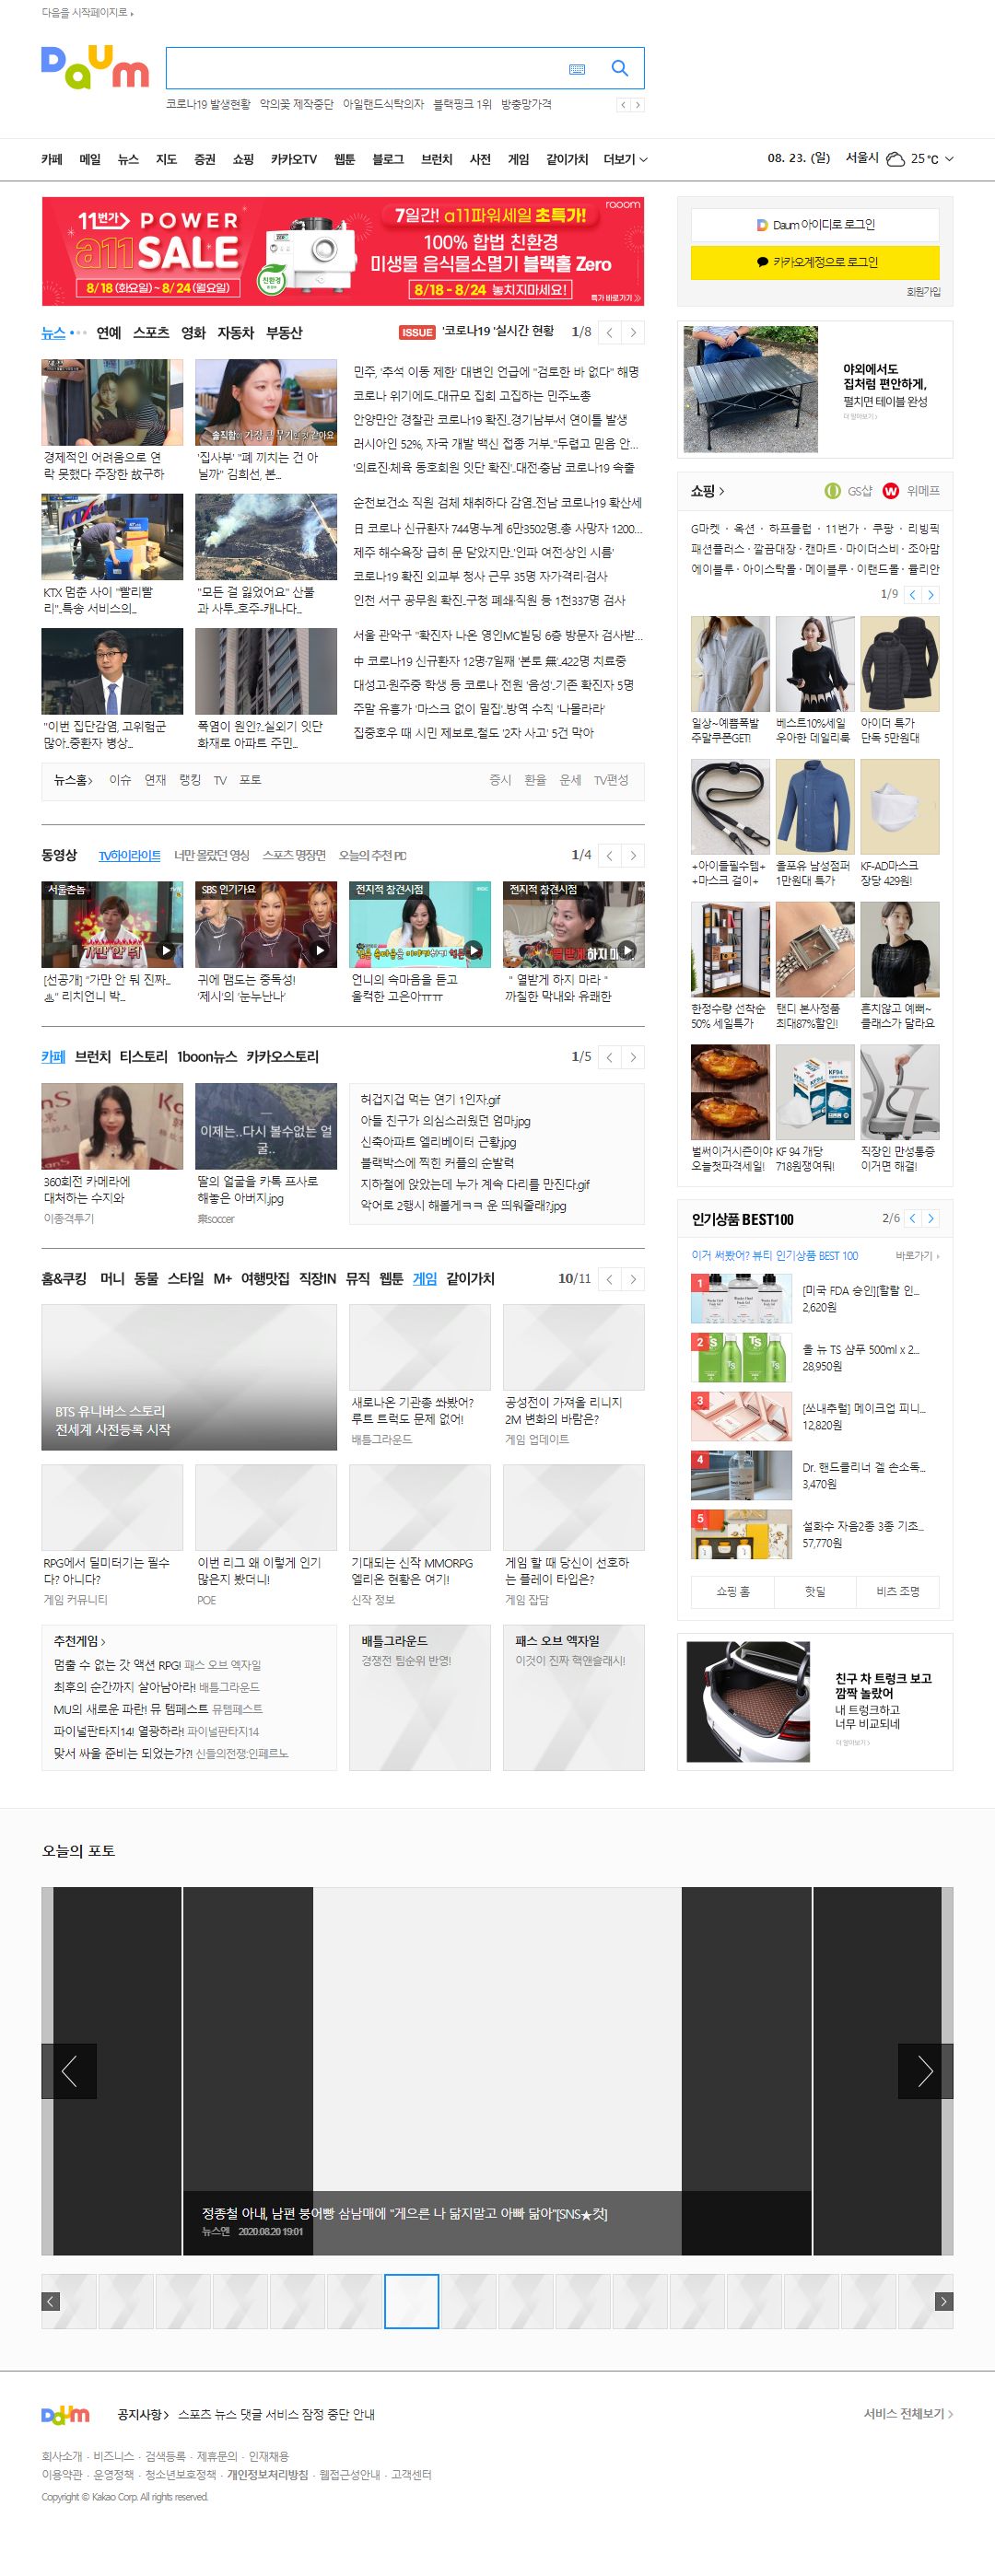 다음을 시작페이지로
Daum
코로나19 발생현황 악의꽃 제작중단 아일랜드식탁의자 블랙핑크 1위 방충망가격
카페 메일 뉴스 지도 증권 쇼핑 카카오TV 웹툰 블로그 브런치 사전 게임 같이가치 더보기
08. 23. (일) 서울시 25 °C
11번가 POWER
a11 SALE
8/18 (화요일) ~ 8/24 (월요일)
친환경
7일간! a11파워세일 초특가!
100% 합법 친환경
미생물 음식물소멸기 블랙홀 Zero
8/18 - 8/24 놓치지마세요!
raoom
특가 바로가기 》
Daum 아이디로 로그인
카카오계정으로 로그인
회원가입
뉴스 연예 스포츠 영화 자동차 부동산
ISSUE '코로나19 '실시간 현황 1/8
경제적인 어려움으로 연
락 못했다 주장한 故구하
'집사부' "폐 끼치는 건 아
닐까" 김희선, 본...
KTX 멈춘 사이 "빨리빨
리"..특송 서비스의...
"모든 걸 잃었어요" 산불
과 사투..호주-캐나다...
"이번 집단감염, 고위험군
많아..중환자 병상...
폭염이 원인?..실외기 잇단
화재로 아파트 주민...
민주, '추석 이동 제한' 대변인 언급에 "검토한 바 없다" 해명
코로나 위기에도..대규모 집회 고집하는 민주노총
안양만안 경찰관 코로나19 확진..경기남부서 연이틀 발생
러시아인 52%, 자국 개발 백신 접종 거부.."두렵고 믿음 안...
'의료진·체육 동호회원 잇단 확진'..대전·충남 코로나19 속출
순천보건소 직원 검체 채취하다 감염..전남 코로나19 확산세
日 코로나 신규환자 744명·누계 6만3502명..총 사망자 1200...
제주 해수욕장 급히 문 닫았지만..'인파 여전·상인 시름'
코로나19 확진 외교부 청사 근무 35명 자가격리·검사
인천 서구 공무원 확진..구청 폐쇄·직원 등 1천337명 검사
서울 관악구 "확진자 나온 영인MC빌딩 6층 방문자 검사받...
中 코로나19 신규환자 12명·7일째 '본토 無'..422명 치료중
대성고·원주중 학생 등 코로나 전원 '음성'..기존 확진자 5명
주말 유흥가 '마스크 없이 밀집'..방역 수칙 '나몰라라'
집중호우 때 시민 제보로..철도 '2차 사고' 5건 막아
뉴스홈 이슈 연재 랭킹 TV 포토 증시 환율 운세 TV편성
동영상 TV하이라이트 너만 몰랐던 영상 스포츠 명장면 오늘의 추천 PD 1/4
서울촌놈
SBS 인기가요
전지적 참견시점
전지적 참견시점
[선공개] "가만 안 둬 진짜...
♨" 리치언니 박...
귀에 맴도는 중독성!
'제시'의 '눈누난나'
언니의 속마음을 듣고
울컥한 고은아ㅠㅠ
" 열받게 하지 마라 "
까칠한 막내와 유쾌한
카페 브런치 티스토리 1boon뉴스 카카오스토리 1/5
360회전 카메라에
대처하는 수지와
이종격투기
이제는..다시 볼수없는 얼
굴..
딸의 얼굴을 카톡 프사로
해놓은 아버지.jpg
樂soccer
허겁지겁 먹는 연기 1인자.gif
아들 친구가 의심스러웠던 엄마.jpg
신축아파트 엘리베이터 근황.jpg
블랙박스에 찍힌 커플의 순발력
지하철에 앉았는데 누가 계속 다리를 만진다.gif
악어로 2행시 해볼게ㅋㅋ 운 띄워줄래?.jpg
홈&쿠킹 머니 동물 스타일 M+ 여행맛집 직장IN 뮤직 웹툰 게임 같이가치 10/11
BTS 유니버스 스토리
전세계 사전등록 시작
새로나온 기관총 쏴봤어?
루트 트럭도 문제 없어!
배틀그라운드
공성전이 가져올 리니지
2M 변화의 바람은?
게임 업데이트
RPG에서 딜미터기는 필수
다? 아니다?
게임 커뮤니티
이번 리그 왜 이렇게 인기
많은지 봤더니!
POE
기대되는 신작 MMORPG
엘리온 현황은 여기!
신작 정보
게임 할 때 당신이 선호하
는 플레이 타입은?
게임 잡담
추천게임
멈출 수 없는 갓 액션 RPG! 패스 오브 엑자일
최후의 순간까지 살아남아라! 배틀그라운드
MU의 새로운 파란! 뮤 템페스트 뮤템페스트
파이널판타지14! 열광하라! 파이널판타지14
맞서 싸울 준비는 되었는가?! 신들의전쟁:인페르노
배틀그라운드
경쟁전 팀순위 반영!
패스 오브 엑자일
이것이 진짜 핵앤슬래시!
야외에서도
집처럼 편안하게,
펼치면 테이블 완성
더 알아보기 >
쇼핑 GS샵 위메프
G마켓 · 옥션 · 하프클럽 · 11번가 · 쿠팡 · 리빙픽
패션플러스 · 깔끔대장 · 캔마트 · 마이더스비 · 조아맘
에이블루 · 아이스탁몰 · 메이블루 · 이랜드몰 · 플리안
1/9
일상~예쁨폭발
주말쿠폰GET!
베스트10%세일
우아한 데일리룩
아이더 특가
단독 5만원대
+아이들필수템+
+마스크 걸이+
올포유 남성점퍼
1만원대 특가
KF-AD마스크
장당 429원!
한정수량 선착순
50% 세일특가
탠디 본사정품
최대87%할인!
흔치않고 예뻐~
클래스가 달라요
벌써이거시즌이야
오늘첫파격세일!
KF 94 개당
718원쟁여둬!
직장인 만성통증
이거면 해결!
인기상품 BEST100 2/6
이거 써봤어? 뷰티 인기상품 BEST 100 바로가기
1
[미국 FDA 승인][할랄 인...
2,620원
2
올 뉴 TS 샴푸 500ml x 2...
28,950원
3
[쏘내추럴] 메이크업 피니...
12,820원
4
Dr. 핸드클리너 겔 손소독...
3,470원
5
설화수 자음2종 3종 기초...
57,770원
쇼핑 홈 핫딜 비즈 조명
친구 차 트렁크 보고
깜짝 놀랐어
내 트렁크하고
너무 비교되네
더 알아보기 >
오늘의 포토
정종철 아내, 남편 붕어빵 삼남매에 "게으른 나 닮지말고 아빠 닮아"[SNS★컷]
뉴스엔 2020.08.20 19:01
Daum 공지사항 스포츠 뉴스 댓글 서비스 잠정 중단 안내 서비스 전체보기
회사소개 · 비즈니스 · 검색등록 · 제휴문의 · 인재채용
이용약관 · 운영정책 · 청소년보호정책 · 개인정보처리방침 · 웹접근성안내 · 고객센터
Copyright © Kakao Corp. All rights reserved.